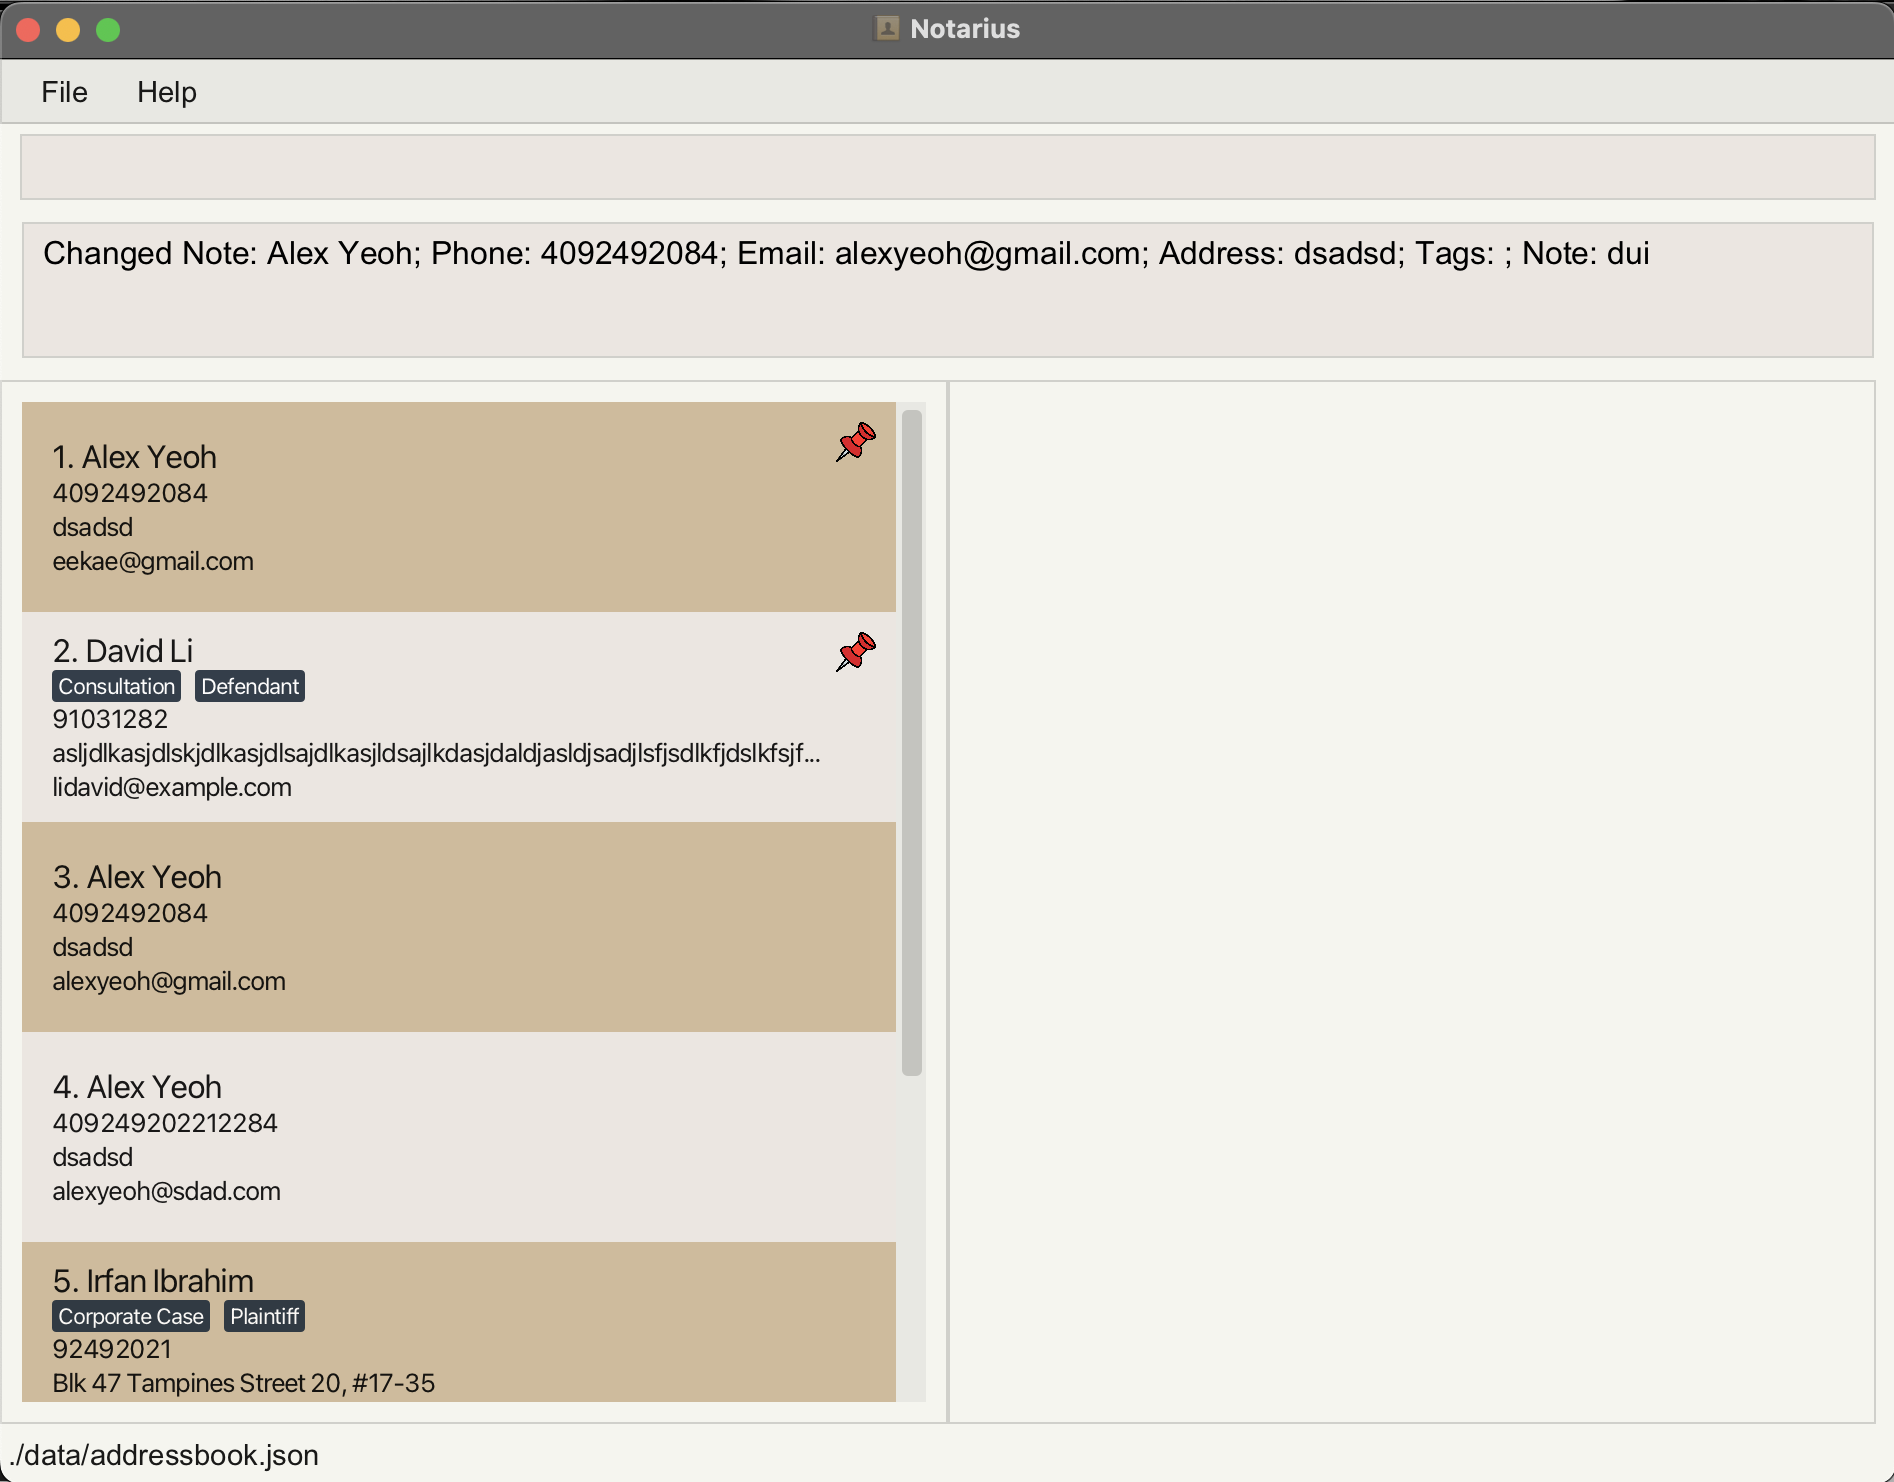 Notarius
File Help
Changed Note: Alex Yeoh; Phone: 4092492084; Email: alexyeoh@gmail.com; Address: dsadsd; Tags: ; Note: dui
1. Alex Yeoh
4092492084
dsadsd
eekae@gmail.com
2. David Li
Consultation Defendant
91031282
asljdlkasjdlskjdlkasjdlsajdlkasjldsajlkdasjdaldjasldjsadjlsfjsdlkfjdslkfsjf...
lidavid@example.com
3. Alex Yeoh
4092492084
dsadsd
alexyeoh@gmail.com
4. Alex Yeoh
409249202212284
dsadsd
alexyeoh@sdad.com
5. Irfan Ibrahim
Corporate Case Plaintiff
92492021
Blk 47 Tampines Street 20, #17-35
./data/addressbook.json